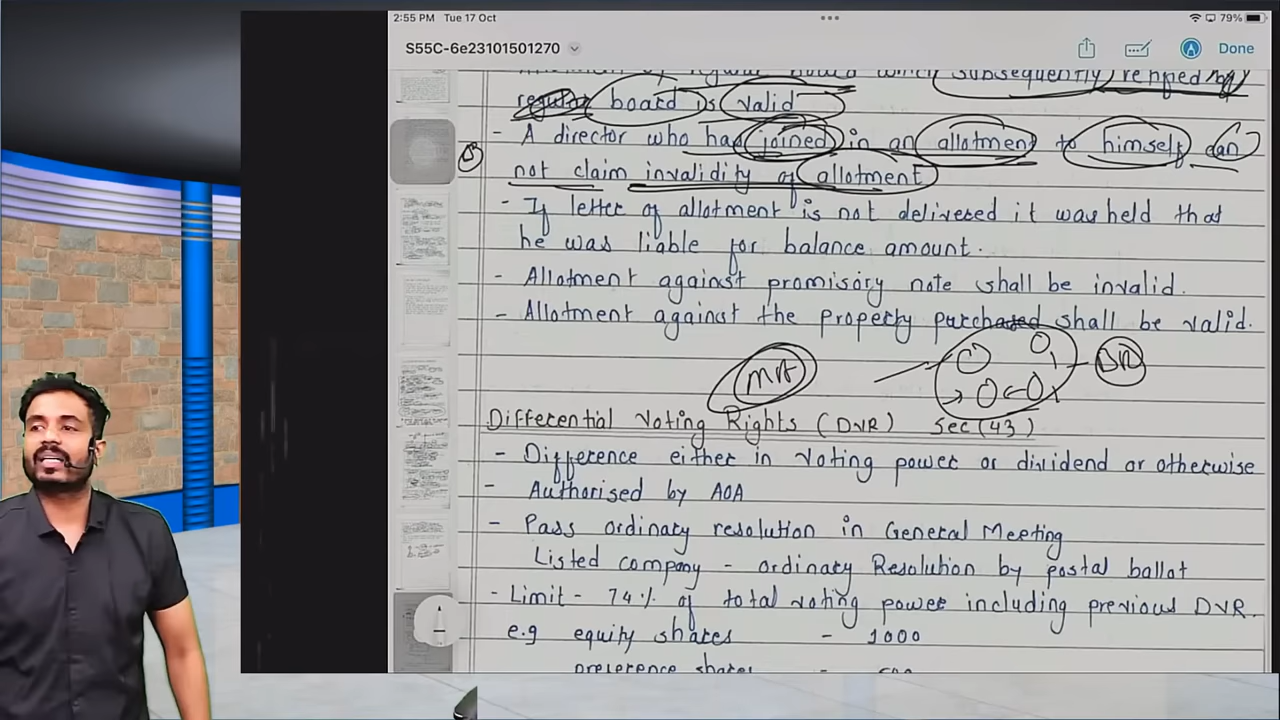 2:55 PM Tue 17 Oct
79%
S55C-6e23101501270
Done
which subsequently
board is valid
- A director who has joined in an allotment to himself can
not claim invalidity of allotment
- If letter of allotment is not delivered it was held that
he was liable for balance amount.
- Allotment against promisory note shall be invalid.
- Allotment against the property purchased shall be valid.
Differential Voting Rights (DVR) Sec (43)
- Difference either in voting power or dividend or otherwise
- Authorised by AOA
- Pass ordinary resolution in General Meeting
Listed company - ordinary Resolution by postal ballot
- Limit - 74% of total voting power including previous DVR.
e.g equity shares - 1000
preference shares -